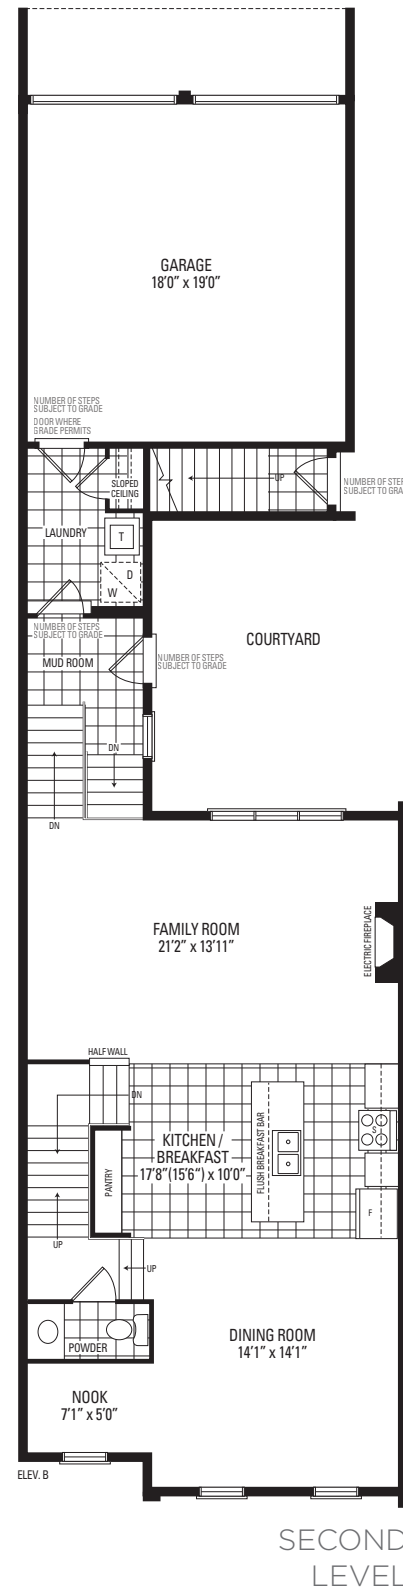 GARAGE
18'0" x 19'0"
NUMBER OF STEPS
SUBJECT TO GRADE
DOOR WHERE
GRADE PERMITS
SLOPED
CEILING
UP
NUMBER OF STEP
SUBJECT TO GRA
LAUNDRY
T
D
W
NUMBER OF STEPS
SUBJECT TO GRADE
MUD ROOM
NUMBER OF STEPS
SUBJECT TO GRADE
COURTYARD
DN
DN
FAMILY ROOM
21'2" x 13'11"
ELECTRIC FIREPLACE
HALF WALL
DN
KITCHEN /
BREAKFAST
17'8"(15'6") x 10'0"
FLUSH BREAKFAST BAR
PANTRY
S
F
UP
UP
POWDER
DINING ROOM
14'1" x 14'1"
NOOK
7'1" x 5'0"
ELEV. B
SECOND
LEVEL